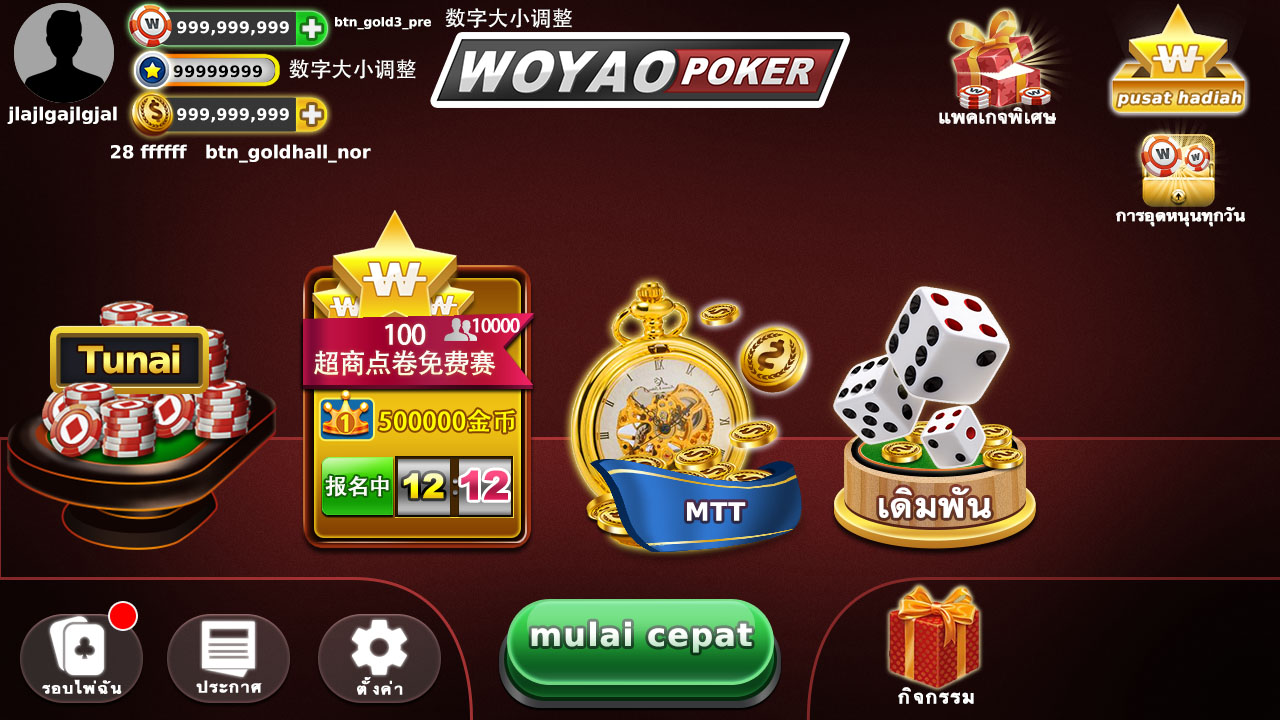 999,999,999
btn_gold3_pre
数字大小调整
99999999
数字大小调整
jlajlgajlgjal
999,999,999
28 ffffff
btn_goldhall_nor
WOYAO POKER
แพคเกจพิเศษ
W
pusat hadiah
การอุดหนุนทุกวัน
Tunai
W
100
10000
超商点卷免费赛
1
500000金币
报名中
12:12
MTT
เดิมพัน
รอบไพ่ฉัน
ประกาศ
ตั้งค่า
mulai cepat
กิจกรรม